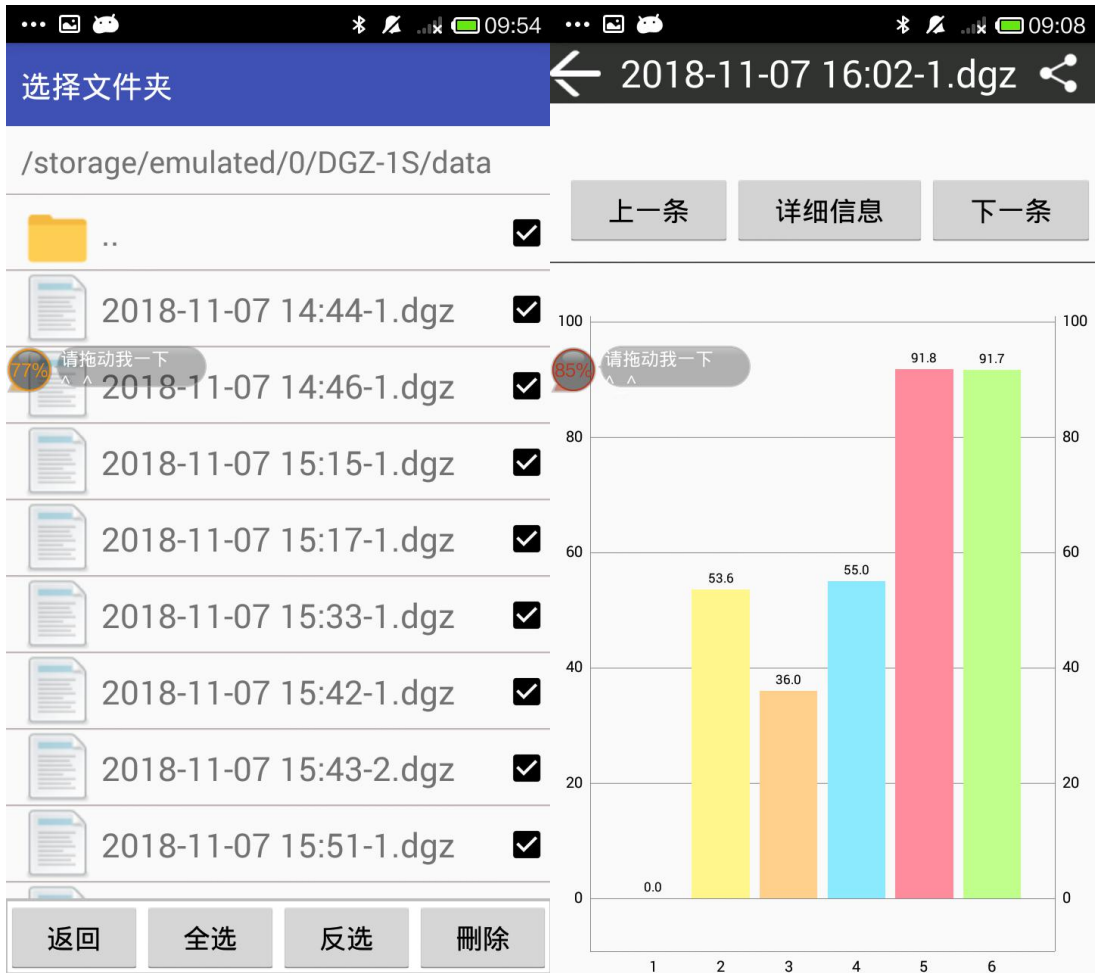 09:54
选择文件夹
/storage/emulated/0/DGZ-1S/data
..
2018-11-07 14:44-1.dgz
77%
请拖动我一下
^_^
2018-11-07 14:46-1.dgz
2018-11-07 15:15-1.dgz
2018-11-07 15:17-1.dgz
2018-11-07 15:33-1.dgz
2018-11-07 15:42-1.dgz
2018-11-07 15:43-2.dgz
2018-11-07 15:51-1.dgz
返回 全选 反选 删除
09:08
2018-11-07 16:02-1.dgz
上一条 详细信息 下一条
100 100
85%
请拖动我一下
^_^
91.8 91.7
80 80
60 60
53.6 55.0
40 40
36.0
20 20
0.0
0 0
1 2 3 4 5 6